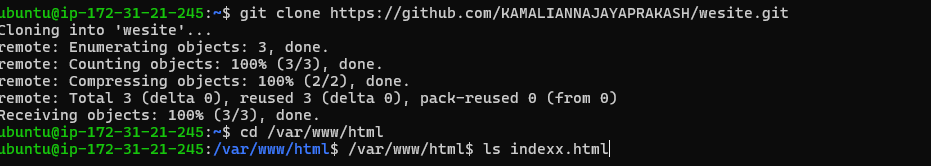 ubuntu@ip-172-31-21-245:~$ git clone https://github.com/KAMALIANNAJAYAPRAKASH/wesite.git
Cloning into 'wesite'...
remote: Enumerating objects: 3, done.
remote: Counting objects: 100% (3/3), done.
remote: Compressing objects: 100% (2/2), done.
remote: Total 3 (delta 0), reused 3 (delta 0), pack-reused 0 (from 0)
Receiving objects: 100% (3/3), done.
ubuntu@ip-172-31-21-245:~$ cd /var/www/html
ubuntu@ip-172-31-21-245:/var/www/html$ /var/www/html$ ls indexx.html